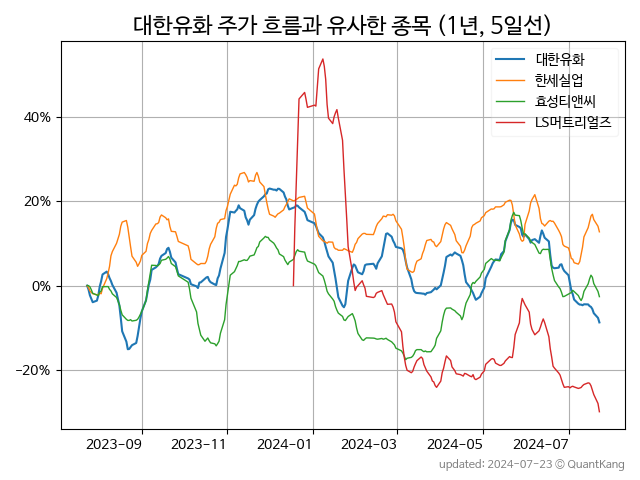 대한유화 주가 흐름과 유사한 종목 (1년, 5일선)
대한유화
한세실업
효성티앤씨
LS머트리얼즈
40%
20%
0%
−20%
2023-09
2023-11
2024-01
2024-03
2024-05
2024-07
updated: 2024-07-23 © QuantKang